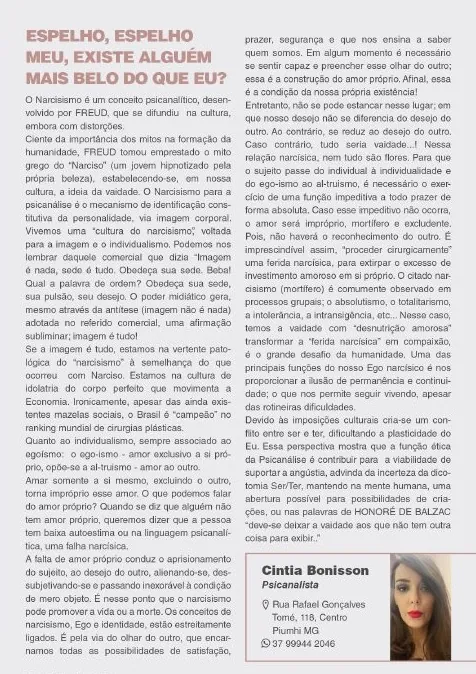 ESPELHO, ESPELHO
MEU, EXISTE ALGUÉM
MAIS BELO DO QUE EU?
O Narcisismo é um conceito psicanalítico, desen-
volvido por FREUD, que se difundiu na cultura,
embora com distorções.
Ciente da importância dos mitos na formação da
humanidade, FREUD tomou emprestado o mito
grego do “Narciso” (um jovem hipnotizado pela
própria beleza), estabelecendo-se, em nossa
cultura, a ideia da vaidade. O Narcisismo para a
psicanálise é o mecanismo de identificação cons-
titutiva da personalidade, via imagem corporal.
Vivemos uma “cultura do narcisismo”, voltada
para a imagem e o individualismo. Podemos nos
lembrar daquele comercial que dizia “Imagem
é nada, sede é tudo. Obedeça sua sede. Beba!
Qual a palavra de ordem? Obedeça sua sede,
sua pulsão, seu desejo. O poder midiático gera,
mesmo através da antítese (imagem não é nada)
adotada no referido comercial, uma afirmação
subliminar; imagem é tudo!
Se a imagem é tudo, estamos na vertente pato-
lógica do “narcisismo” à semelhança do que
ocorreu com Narciso. Estamos na cultura de
idolatria do corpo perfeito que movimenta a
Economia. Ironicamente, apesar das ainda exis-
tentes mazelas sociais, o Brasil é “campeão” no
ranking mundial de cirurgias plásticas.
Quanto ao individualismo, sempre associado ao
egoísmo: o ego-ismo - amor exclusivo a si pró-
prio, opõe-se a al-truismo - amor ao outro.
Amar somente a si mesmo, excluindo o outro,
torna impróprio esse amor. O que podemos falar
do amor próprio? Quando se diz que alguém não
tem amor próprio, queremos dizer que a pessoa
tem baixa autoestima ou na linguagem psicanalí-
tica, uma falha narcísica.
A falta de amor próprio conduz o aprisionamento
do sujeito, ao desejo do outro, alienando-se, des-
subjetivando-se e passando inexorável à condição
de mero objeto. É nesse ponto que o narcisismo
pode promover a vida ou a morte. Os conceitos de
narcisismo, Ego e identidade, estão estreitamente
ligados. É pela via do olhar do outro, que encar-
namos todas as possibilidades de satisfação,
prazer, segurança e que nos ensina a saber
quem somos. Em algum momento é necessário
se sentir capaz e preencher esse olhar do outro;
essa é a construção do amor próprio. Afinal, essa
é a condição da nossa própria existência!
Entretanto, não se pode estancar nesse lugar; em
que nosso desejo não se diferencia do desejo do
outro. Ao contrário, se reduz ao desejo do outro.
Caso contrário, tudo seria vaidade...! Nessa
relação narcísica, nem tudo são flores. Para que
o sujeito passe do individual à individualidade e
do ego-ismo ao al-truismo, é necessário o exer-
cício de uma função impeditiva a todo prazer de
forma absoluta. Caso esse impeditivo não ocorra,
o amor será impróprio, mortífero e excludente.
Pois, não haverá o reconhecimento do outro. É
imprescindível assim, “proceder cirurgicamente”
uma ferida narcísica, para extirpar o excesso de
investimento amoroso em si próprio. O citado nar-
cisismo (mortífero) é comumente observado em
processos grupais; o absolutismo, o totalitarismo,
a intolerância, a intransigência, etc... Nesse caso,
temos a vaidade com “desnutrição amorosa”
transformar a “ferida narcísica” em compaixão,
é o grande desafio da humanidade. Uma das
principais funções do nosso Ego narcísico é nos
proporcionar a ilusão de permanência e continui-
dade; o que nos permite seguir vivendo, apesar
das rotineiras dificuldades.
Devido às imposições culturais cria-se um con-
flito entre ser e ter, dificultando a plasticidade do
Eu. Essa perspectiva mostra que a função ética
da Psicanálise é contribuir para a viabilidade de
suportar a angústia, advinda da incerteza da dico-
tomia Ser/Ter, mantendo na mente humana, uma
abertura possível para possibilidades de cria-
ções, ou nas palavras de HONORÉ DE BALZAC
“deve-se deixar a vaidade aos que não tem outra
coisa para exibir..”
Cintia Bonisson
Psicanalista
Rua Rafael Gonçalves
Tomé, 118, Centro
Piumhi MG
37 99944 2046